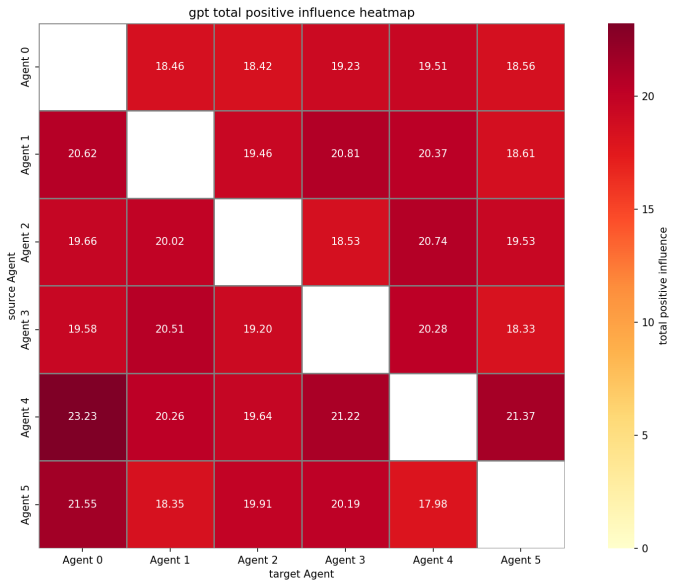 gpt total positive influence heatmap
source Agent
Agent 0
18.46 18.42 19.23 19.51 18.56
Agent 1
20.62 19.46 20.81 20.37 18.61
Agent 2
19.66 20.02 18.53 20.74 19.53
Agent 3
19.58 20.51 19.20 20.28 18.33
Agent 4
23.23 20.26 19.64 21.22 21.37
Agent 5
21.55 18.35 19.91 20.19 17.98
Agent 0 Agent 1 Agent 2 Agent 3 Agent 4 Agent 5
target Agent
20
15
10
5
0
total positive influence